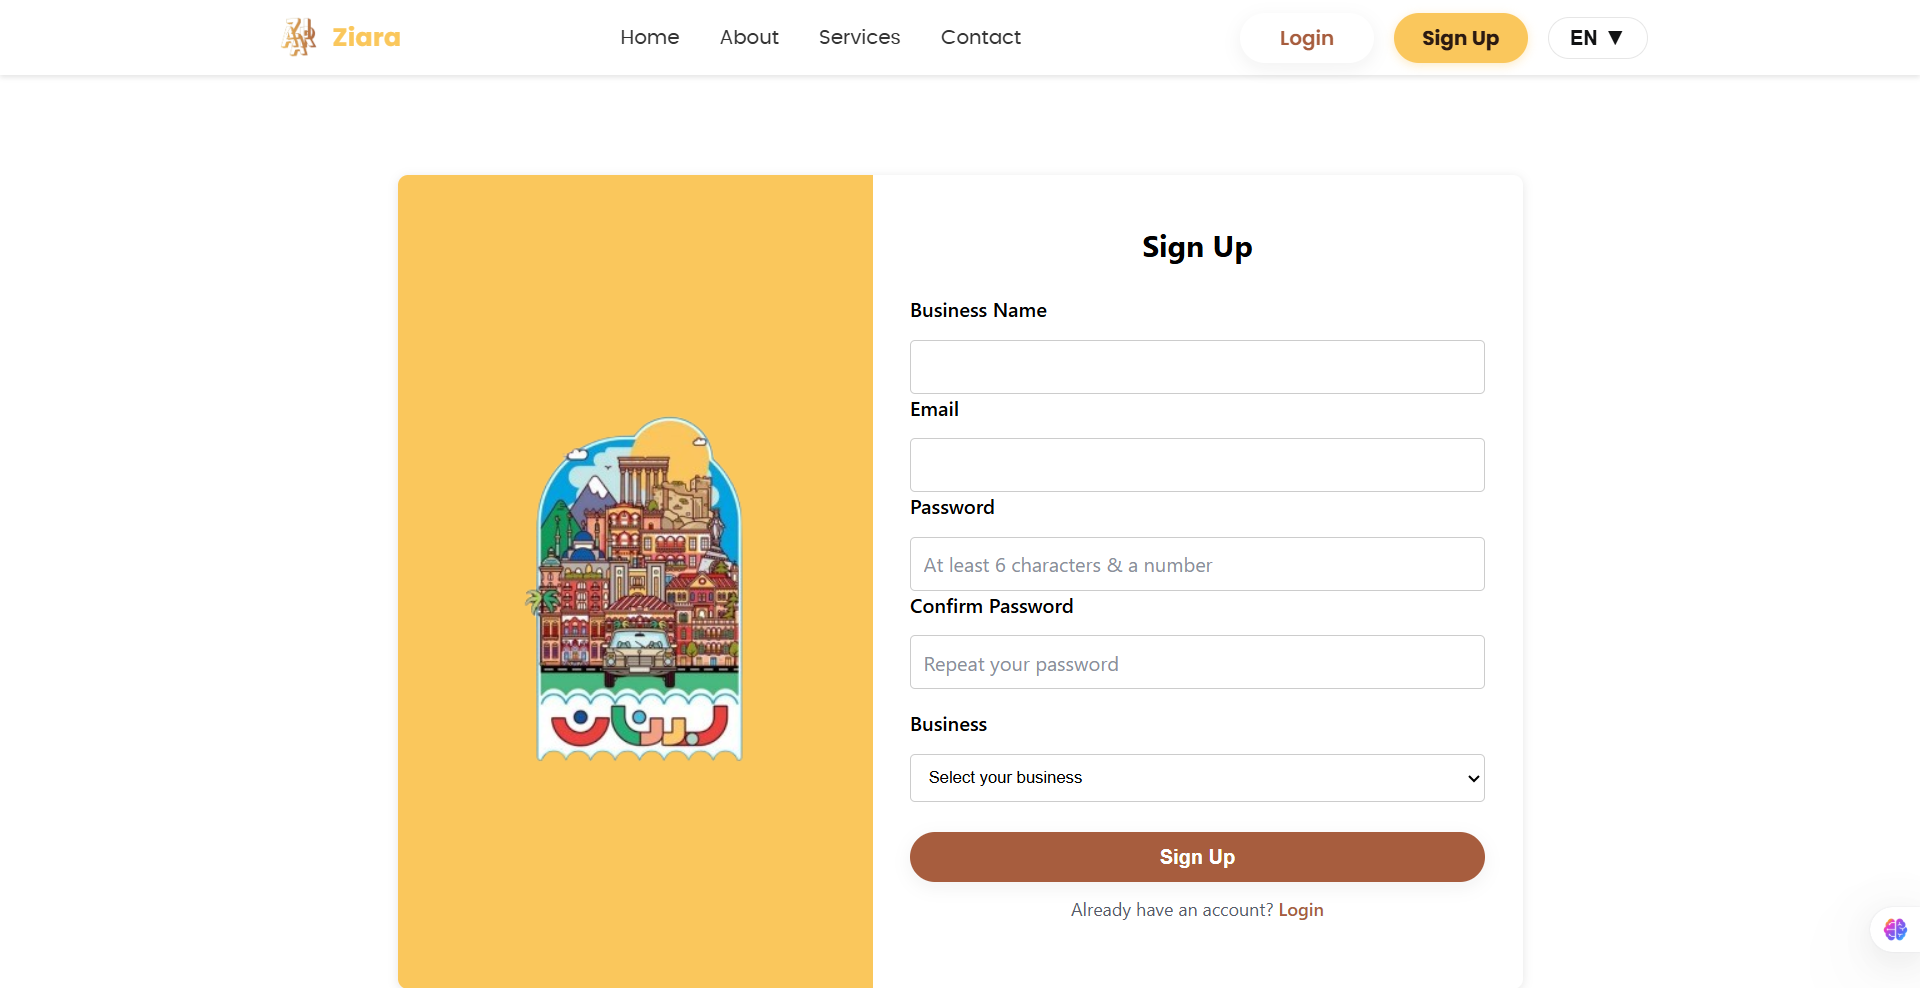 Ziara
Home
About
Services
Contact
Login
Sign Up
EN ▼
Sign Up
Business Name
Email
Password
At least 6 characters & a number
Confirm Password
Repeat your password
لبنان
Business
Select your business
Sign Up
Already have an account? Login